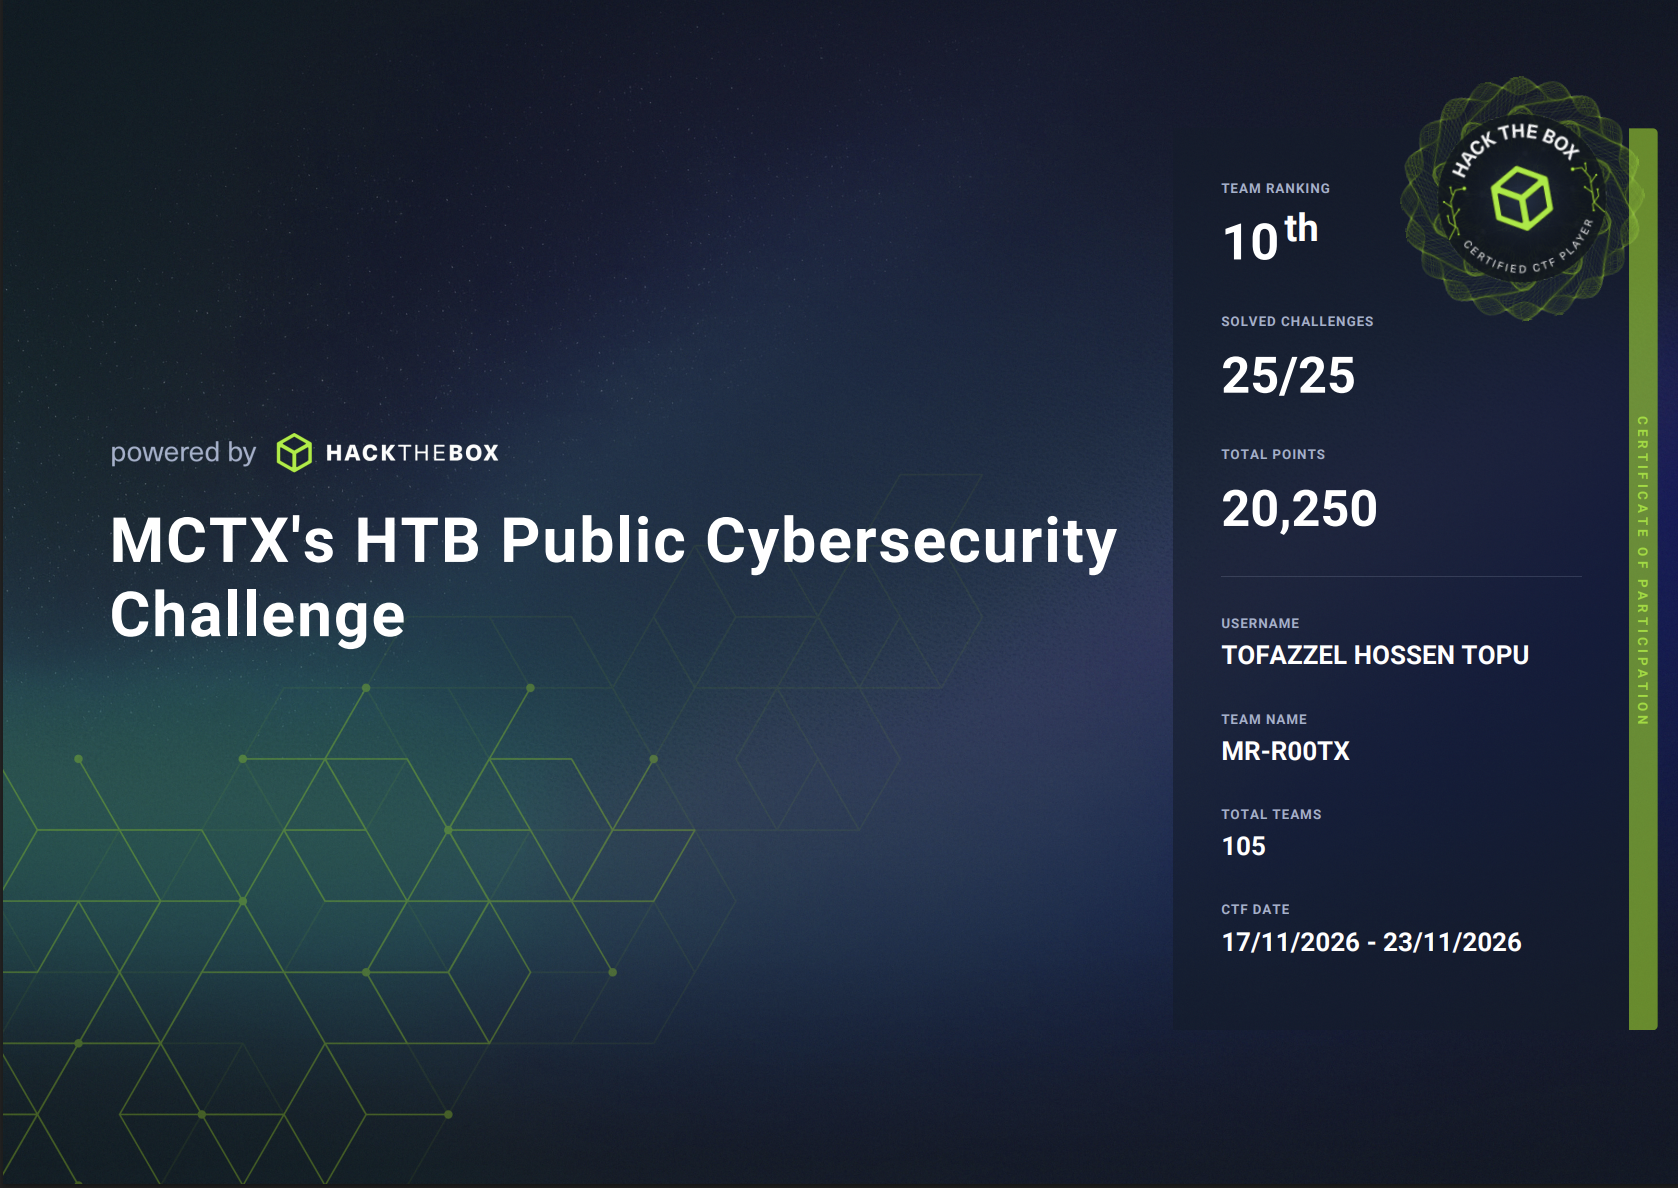 powered by HACKTHEBOX
MCTX's HTB Public Cybersecurity
Challenge
HACK THE BOX
CERTIFIED CTF PLAYER
TEAM RANKING
10th
SOLVED CHALLENGES
25/25
TOTAL POINTS
20,250
USERNAME
TOFAZZEL HOSSEN TOPU
TEAM NAME
MR-R00TX
TOTAL TEAMS
105
CTF DATE
17/11/2026 - 23/11/2026
CERTIFICATE OF PARTICIPATION